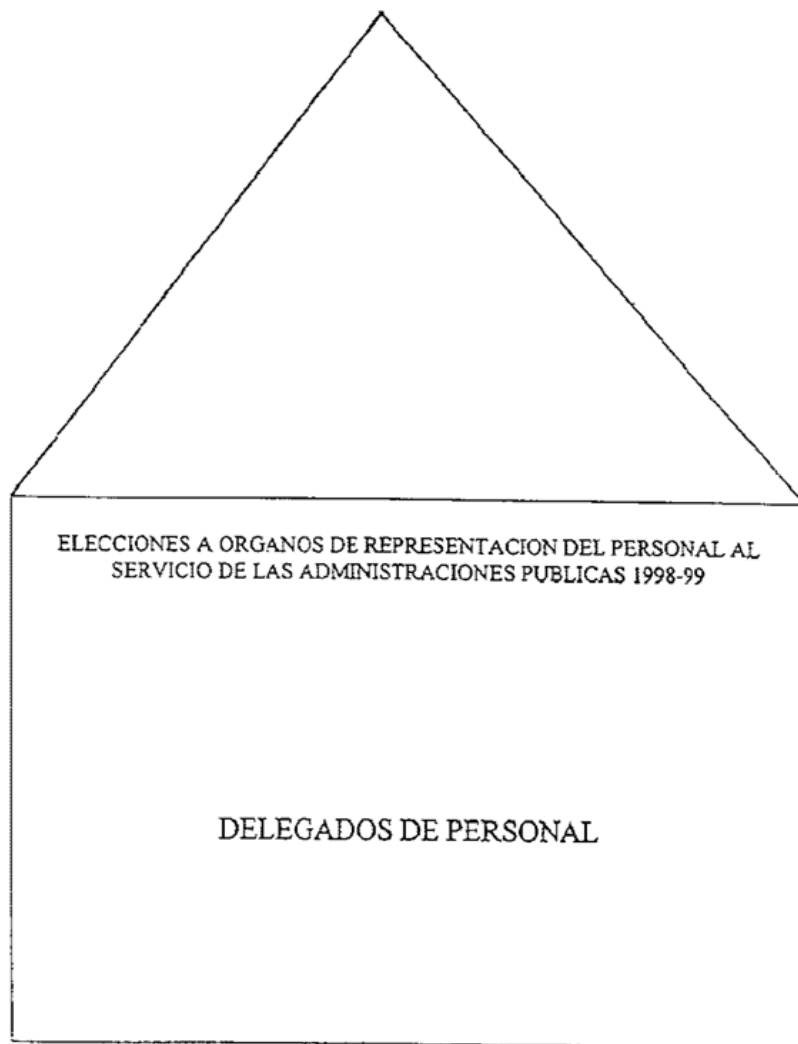 ELECCIONES A ORGANOS DE REPRESENTACION DEL PERSONAL AL
SERVICIO DE LAS ADMINISTRACIONES PUBLICAS 1998-99
DELEGADOS DE PERSONAL